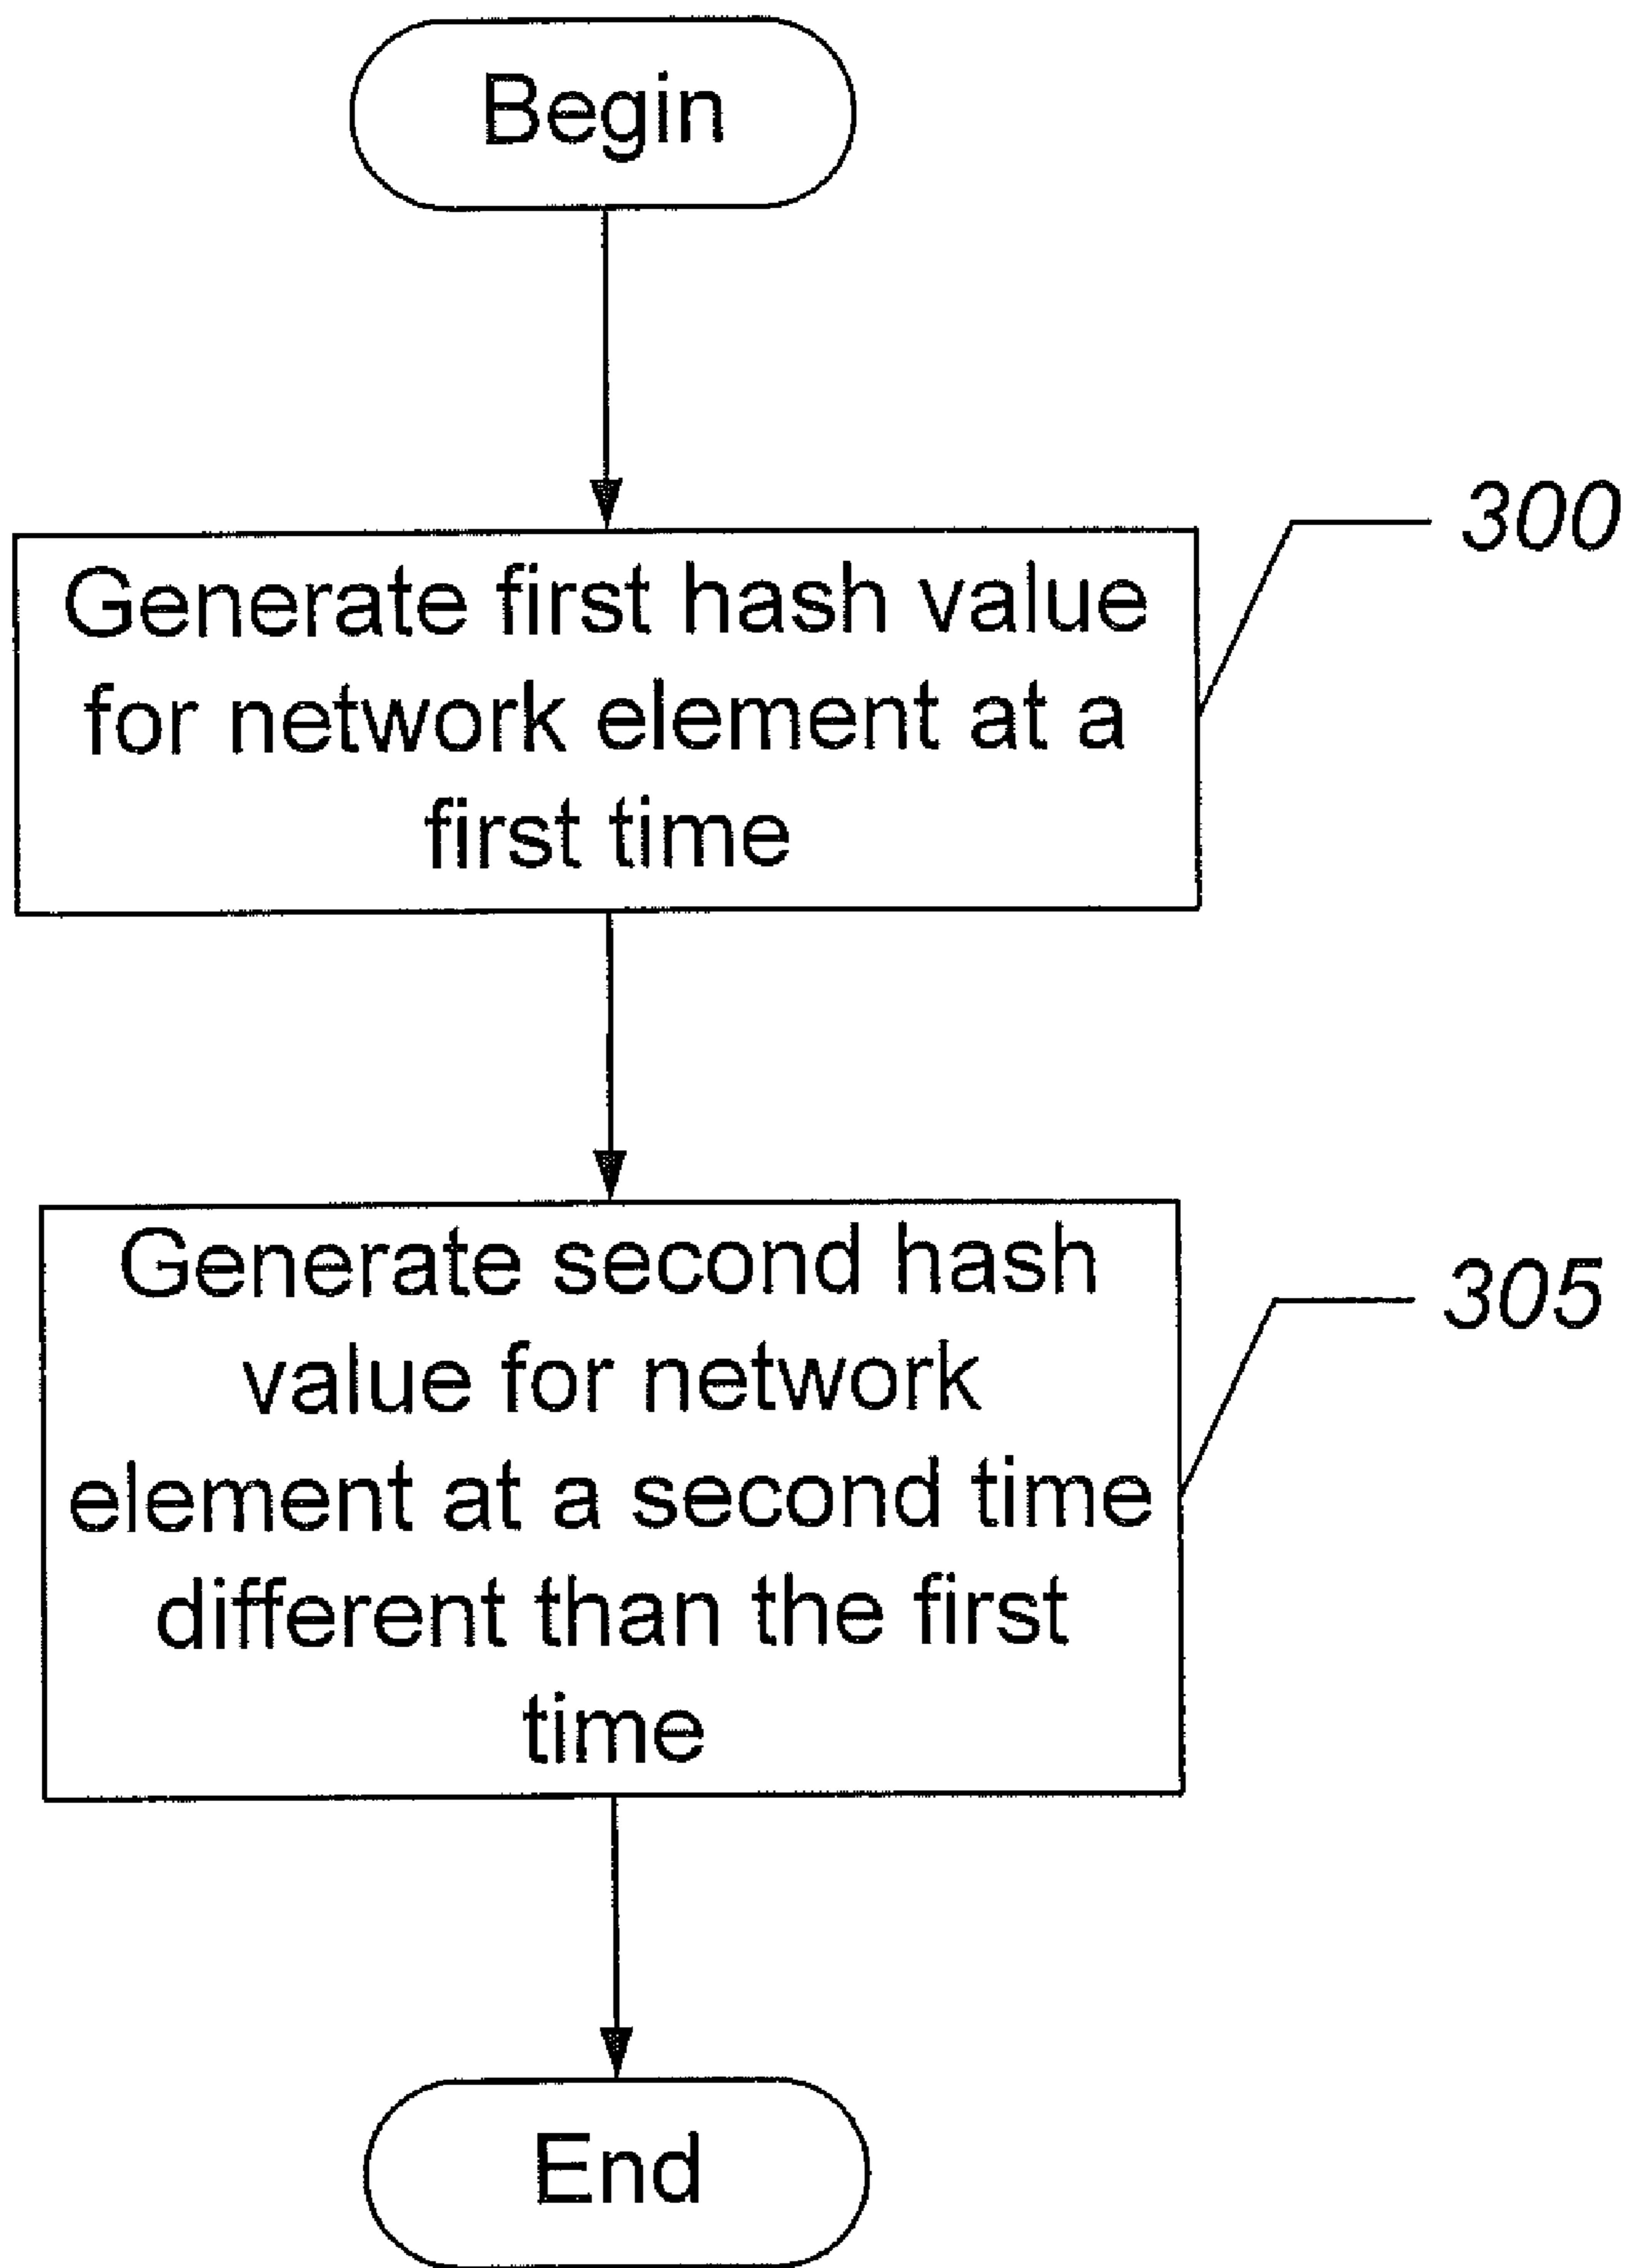 Begin
300
Generate first hash value
for network element at a
first time
305
Generate second hash
value for network
element at a second time
different than the first
time
End